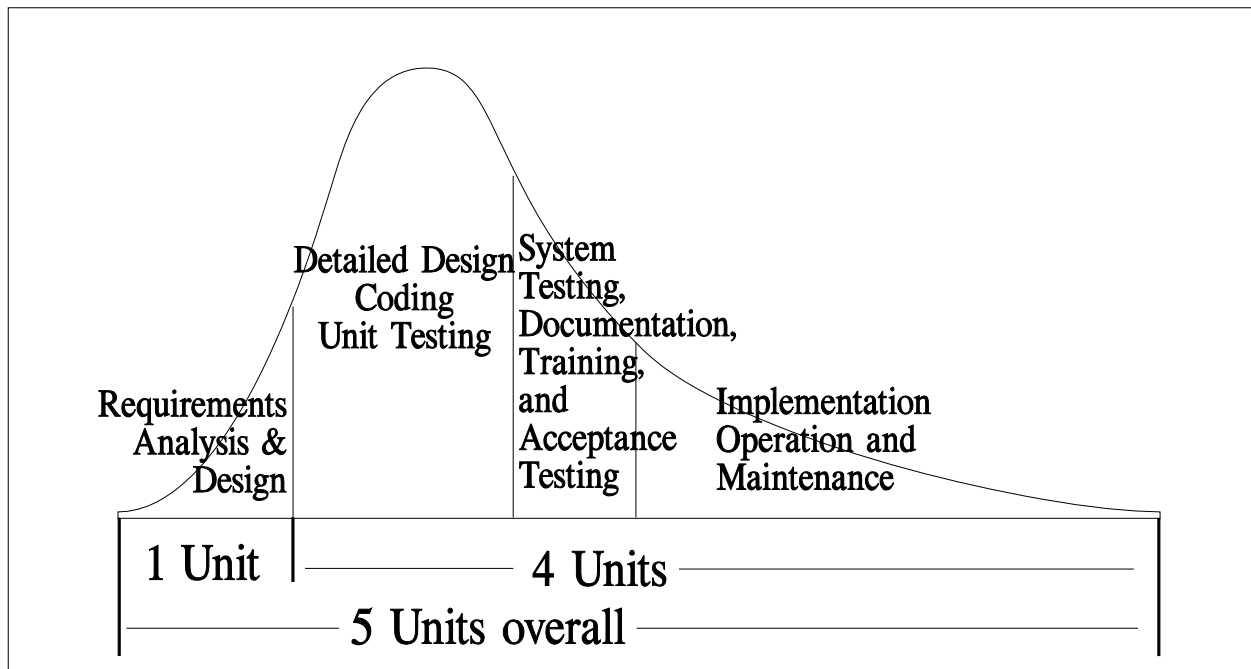 Detailed Design
Coding
Unit Testing
System
Testing,
Documentation,
Training,
and
Acceptance
Testing
Requirements
Analysis &
Design
Implementation
Operation and
Maintenance
1 Unit
4 Units
5 Units overall